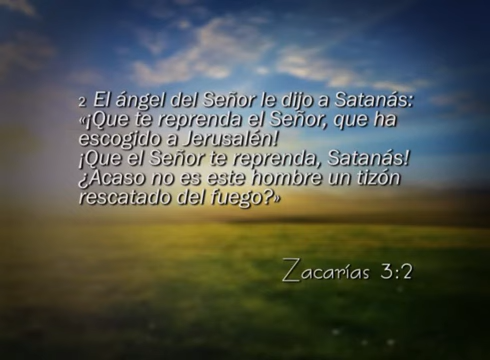 2 El ángel del Señor le dijo a Satanás:
«¡Que te reprenda el Señor, que ha
escogido a Jerusalén!
¡Que el Señor te reprenda, Satanás!
¿Acaso no es este hombre un tizón
rescatado del fuego?»
Zacarías 3:2